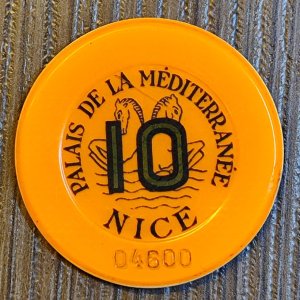 PALAIS DE LA MÉDITERRANÉE
10
NICE
04600